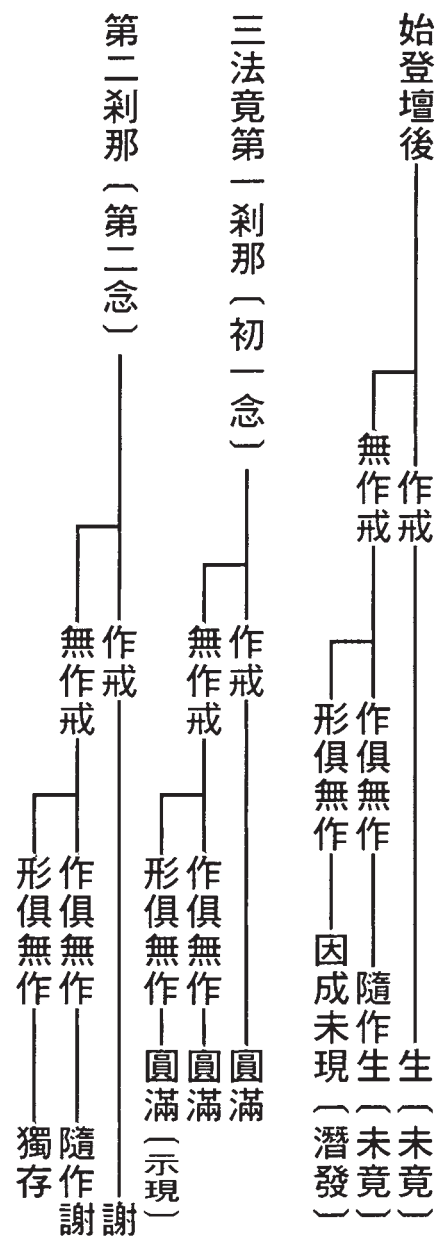 始登壇後
作戒
生（未竟）
無作戒
作俱無作
隨作生（未竟）
形俱無作
因成未現（潛發）
三法竟第一剎那（初一念）
作戒
圓滿
無作戒
作俱無作
圓滿
形俱無作
圓滿（示現）
第二剎那（第二念）
作戒
謝
無作戒
作俱無作
隨作謝
形俱無作
獨存